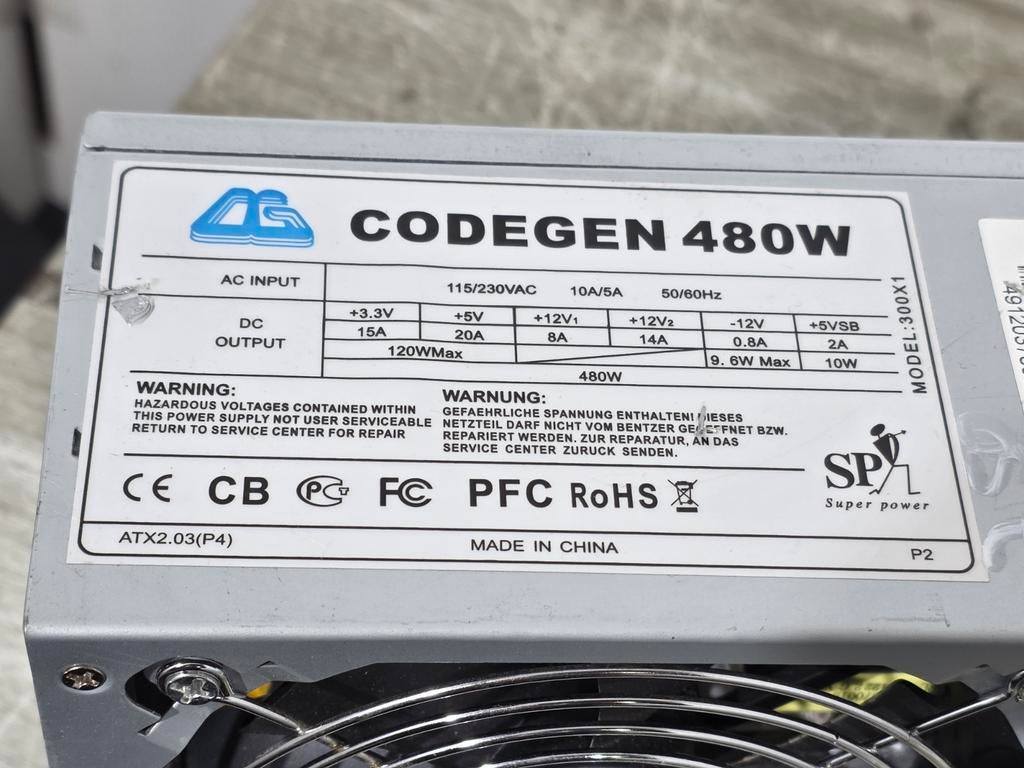 CODEGEN 480W
AC INPUT 115/230VAC 10A/5A 50/60Hz
DC OUTPUT
+3.3V +5V +12V₁ +12V₂ -12V +5VSB
15A 20A 8A 14A 0.8A 2A
120WMax 9.6W Max 10W
480W
MODEL:300X1
WARNING:
HAZARDOUS VOLTAGES CONTAINED WITHIN
THIS POWER SUPPLY NOT USER SERVICEABLE
RETURN TO SERVICE CENTER FOR REPAIR
WARNUNG:
GEFAEHRLICHE SPANNUNG ENTHALTEN! DIESES
NETZTEIL DARF NICHT VOM BENTZER GEOEFFNET BZW.
REPARIERT WERDEN. ZUR REPARATUR, AN DAS
SERVICE CENTER ZURUCK SENDEN.
SP
Super power
CE CB PCT FCC PFC RoHS
ATX2.03(P4) MADE IN CHINA P2